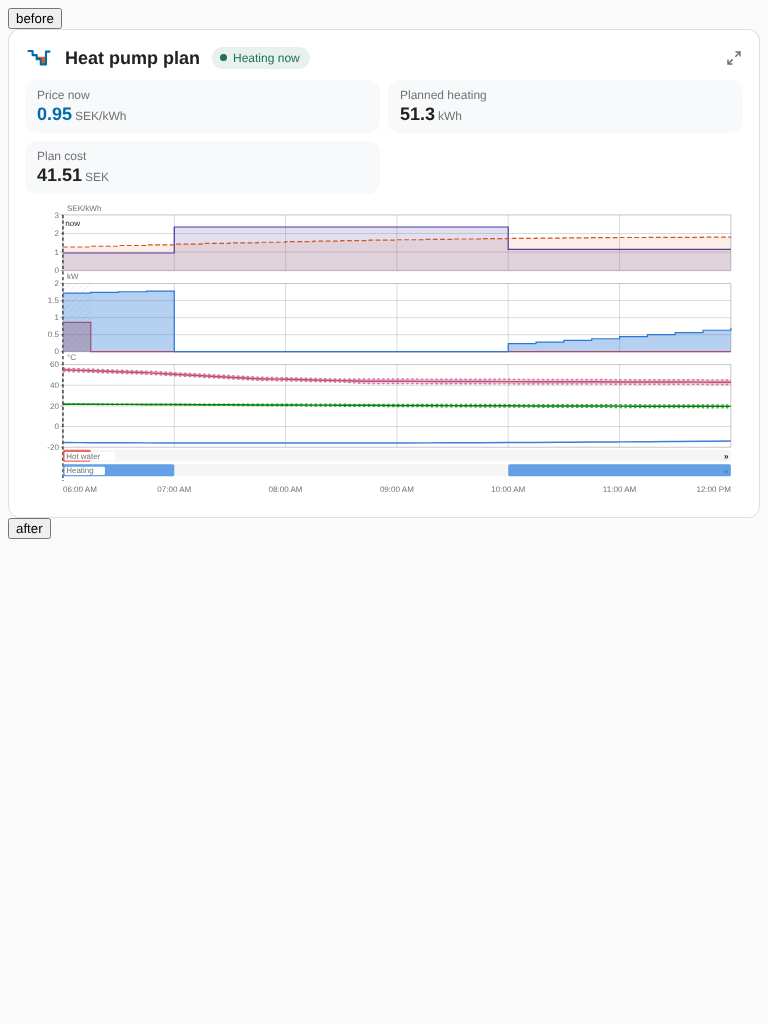 before
Heat pump plan
Heating now
Price now
0.95 SEK/kWh
Planned heating
51.3 kWh
Plan cost
41.51 SEK
SEK/kWh
3
now
2
1
0
kW
2
1.5
1
0.5
0
°C
60
40
20
0
-20
Hot water
»
Heating
06:00 AM 07:00 AM 08:00 AM 09:00 AM 10:00 AM 11:00 AM 12:00 PM
after